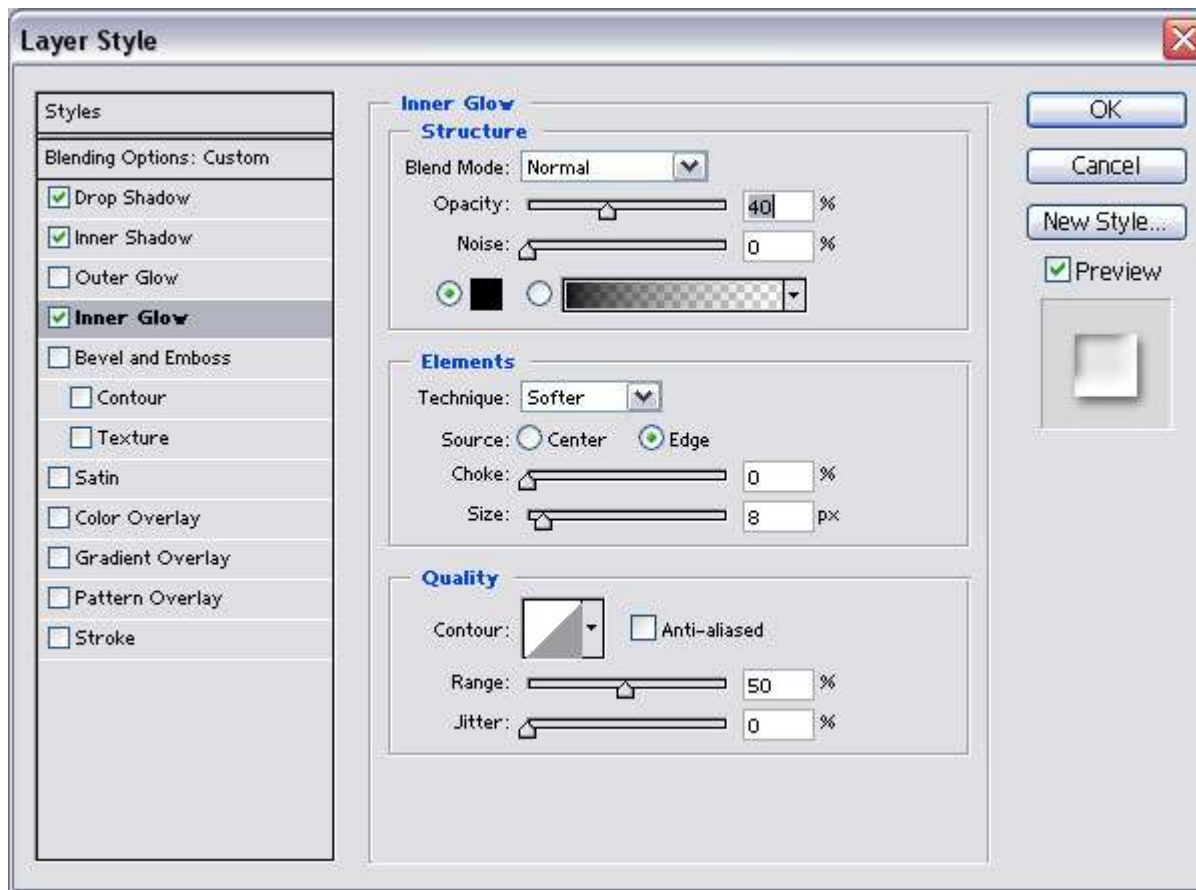 Layer Style
Styles
Blending Options: Custom
Drop Shadow
Inner Shadow
Outer Glow
Inner Glow
Bevel and Emboss
Contour
Texture
Satin
Color Overlay
Gradient Overlay
Pattern Overlay
Stroke
Inner Glow
Structure
Blend Mode: Normal
Opacity: 40 %
Noise: 0 %
Elements
Technique: Softer
Source: Center Edge
Choke: 0 %
Size: 8 px
Quality
Contour: Anti-aliased
Range: 50 %
Jitter: 0 %
OK
Cancel
New Style...
Preview